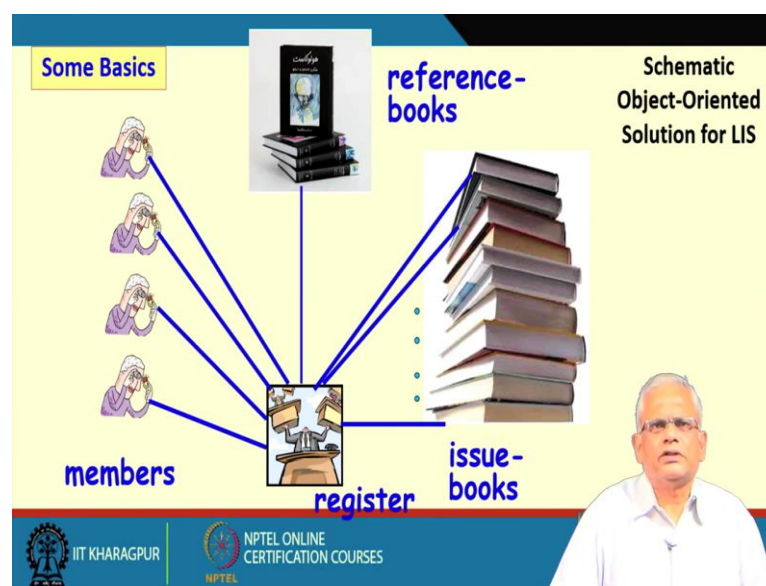 Some Basics
reference-
books
Schematic
Object-Oriented
Solution for LIS
members
register
issue-
books
IIT KHARAGPUR
NPTEL
NPTEL ONLINE
CERTIFICATION COURSES